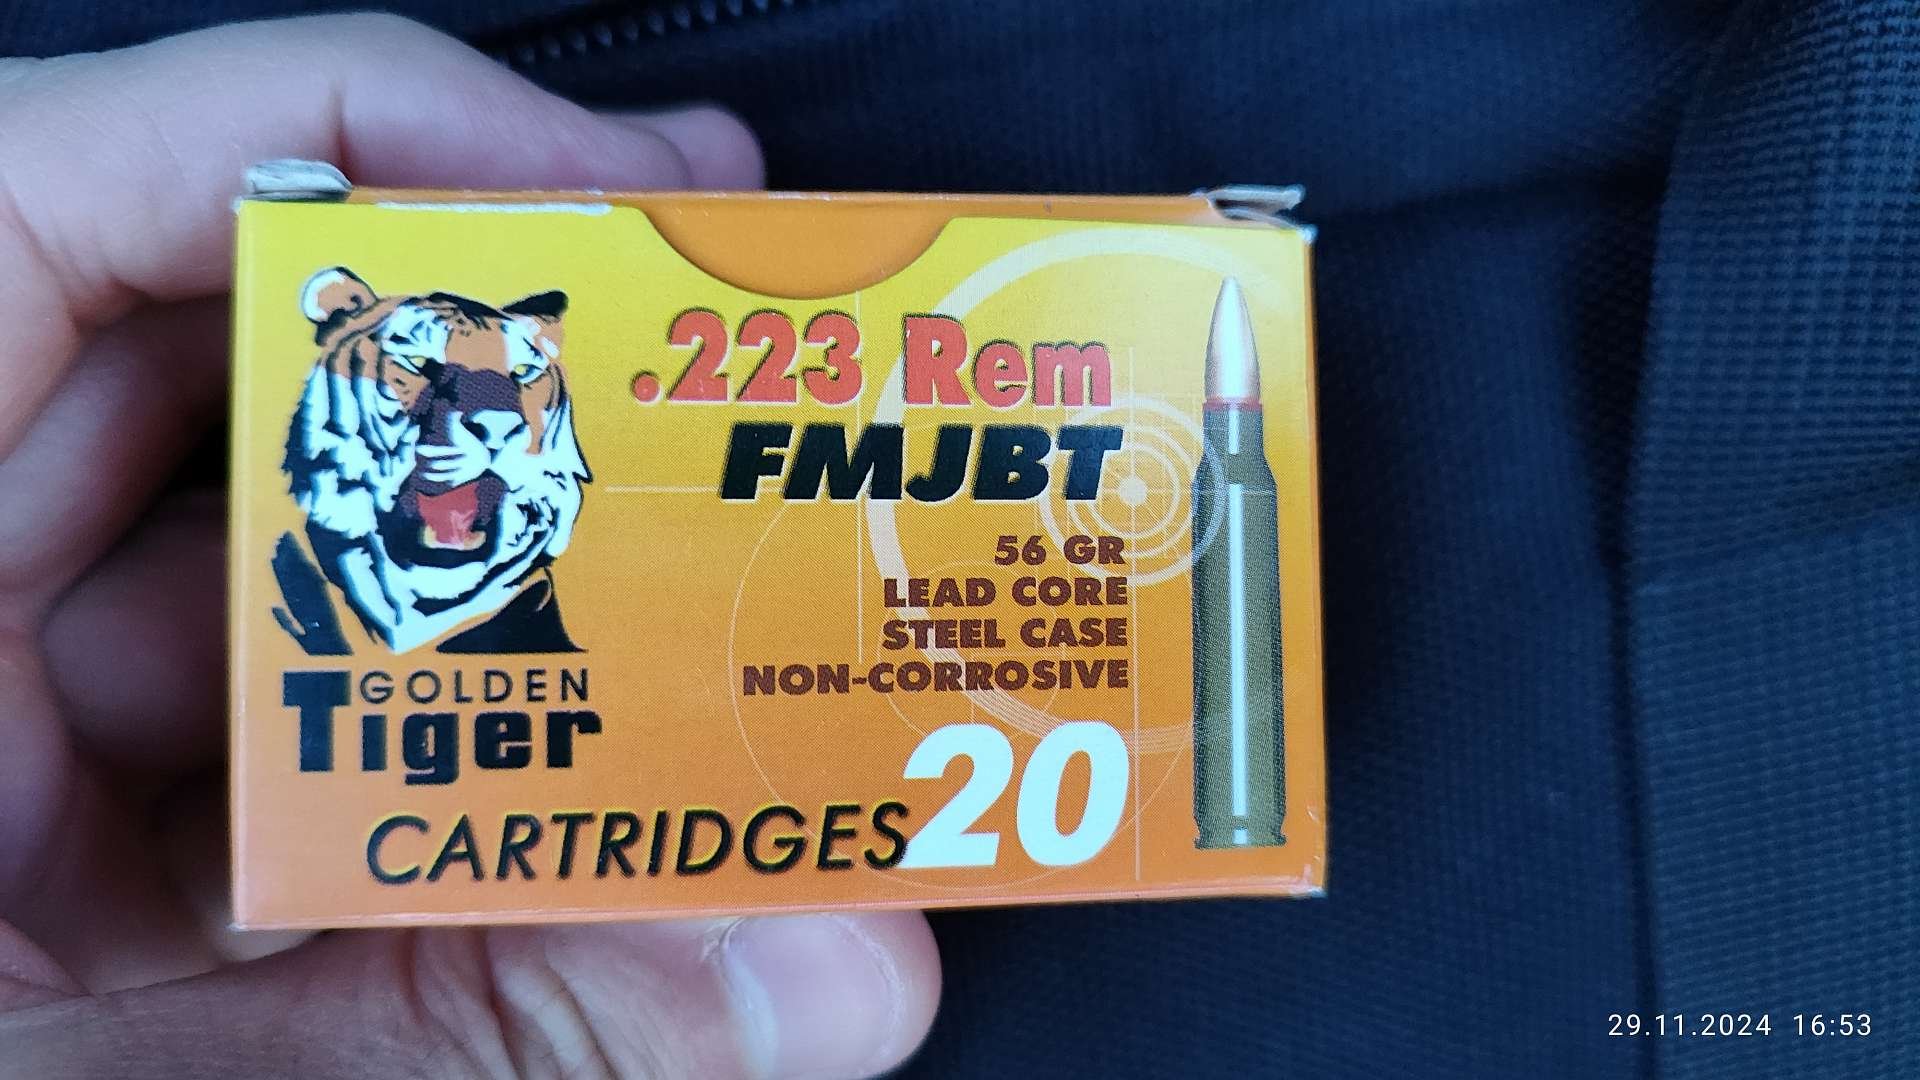 .223 Rem
FMJBT
56 GR
LEAD CORE
STEEL CASE
NON-CORROSIVE
GOLDEN
Tiger
CARTRIDGES 20
29.11.2024 16:53